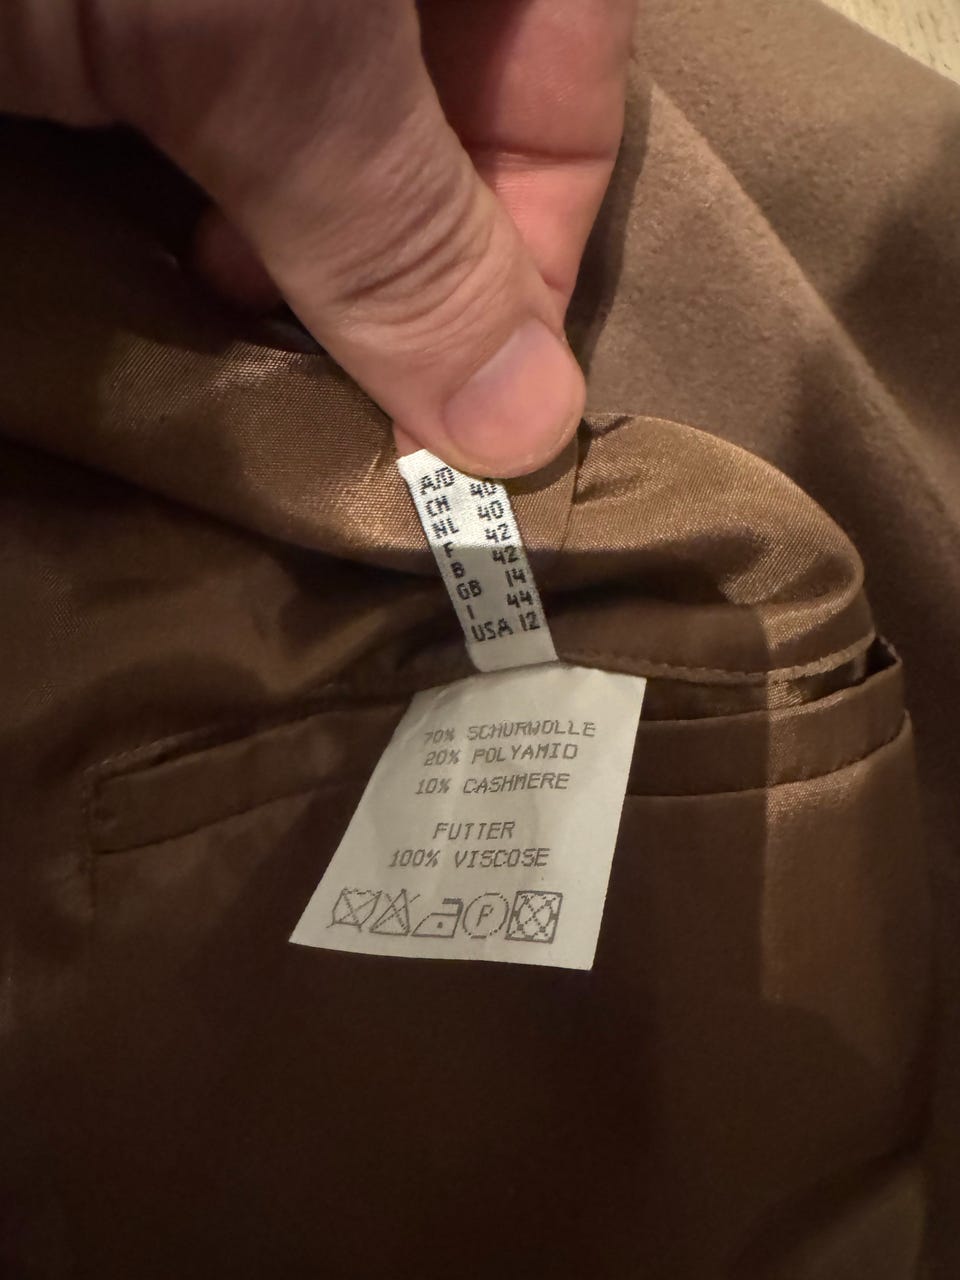 A/D 40
CH 40
NL 42
F 42
B 14
GB 44
I 12
USA
70% SCHURWOLLE
20% POLYAMID
10% CASHMERE
FUTTER
100% VISCOSE
P